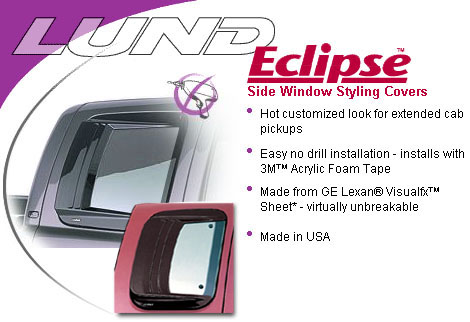 LUND
Eclipse™
Side Window Styling Covers
• Hot customized look for extended cab
pickups
• Easy no drill installation - installs with
3M™ Acrylic Foam Tape
• Made from GE Lexan® Visualfx™
Sheet* - virtually unbreakable
• Made in USA